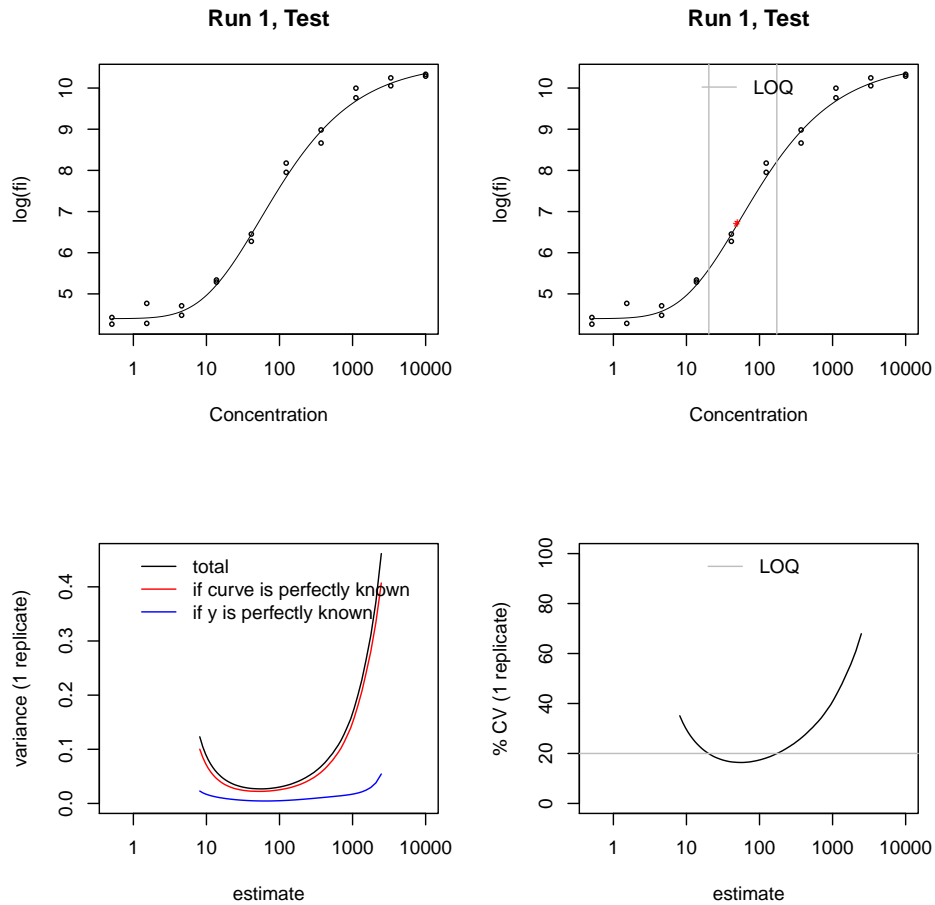 Run 1, Test
log(fi)
10
9
8
7
6
5
1 10 100 1000 10000
Concentration
Run 1, Test
log(fi)
10
9
8
7
6
5
LOQ
1 10 100 1000 10000
Concentration
variance (1 replicate)
0.4
0.3
0.2
0.1
0.0
total
if curve is perfectly known
if y is perfectly known
1 10 100 1000 10000
estimate
% CV (1 replicate)
100
80
60
40
20
0
LOQ
1 10 100 1000 10000
estimate